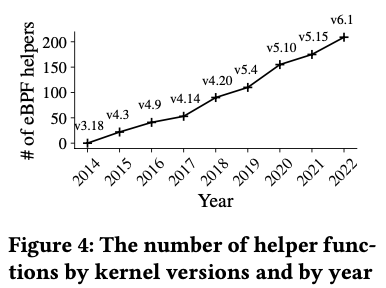 # of eBPF helpers
200
150
100
50
0
v3.18
v4.3
v4.9
v4.14
v4.20
v5.4
v5.10
v5.15
v6.1
2014
2015
2016
2017
2018
2019
2020
2021
2022
Year
Figure 4: The number of helper func-
tions by kernel versions and by year